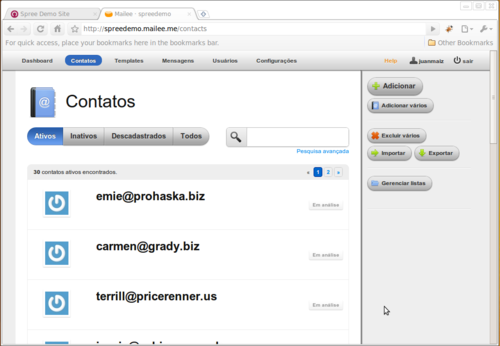 Spree Demo Site
Mailee - spreedemo
http://spreedemo.mailee.me/contacts
For quick access, place your bookmarks here in the bookmarks bar.
Other Bookmarks
Dashboard
Contatos
Templates
Mensagens
Usuários
Configurações
Help
juanmaiz
sair
Contatos
Ativos
Inativos
Descadastrados
Todos
Pesquisa avançada
30 contatos ativos encontrados.
« 1 2 »
emie@prohaska.biz
Em análise
carmen@grady.biz
Em análise
terrill@pricerenner.us
Em análise
Adicionar
Adicionar vários
Excluir vários
Importar
Exportar
Gerenciar listas